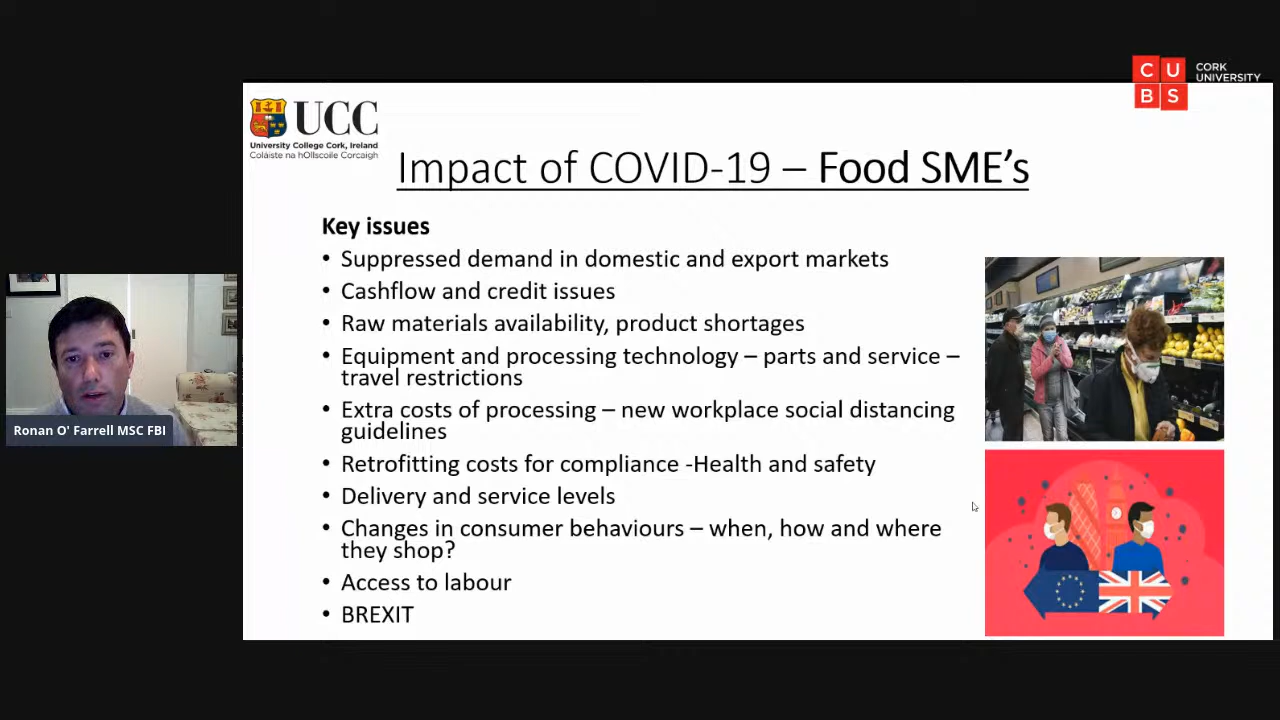 CU
BS
CORK
UNIVERSITY
UCC
University College Cork, Ireland
Coláiste na hOllscoile Corcaigh
Impact of COVID-19 – Food SME’s
Key issues
• Suppressed demand in domestic and export markets
• Cashflow and credit issues
• Raw materials availability, product shortages
• Equipment and processing technology – parts and service –
travel restrictions
• Extra costs of processing – new workplace social distancing
guidelines
• Retrofitting costs for compliance -Health and safety
• Delivery and service levels
• Changes in consumer behaviours – when, how and where
they shop?
• Access to labour
• BREXIT
Ronan O' Farrell MSC FBI